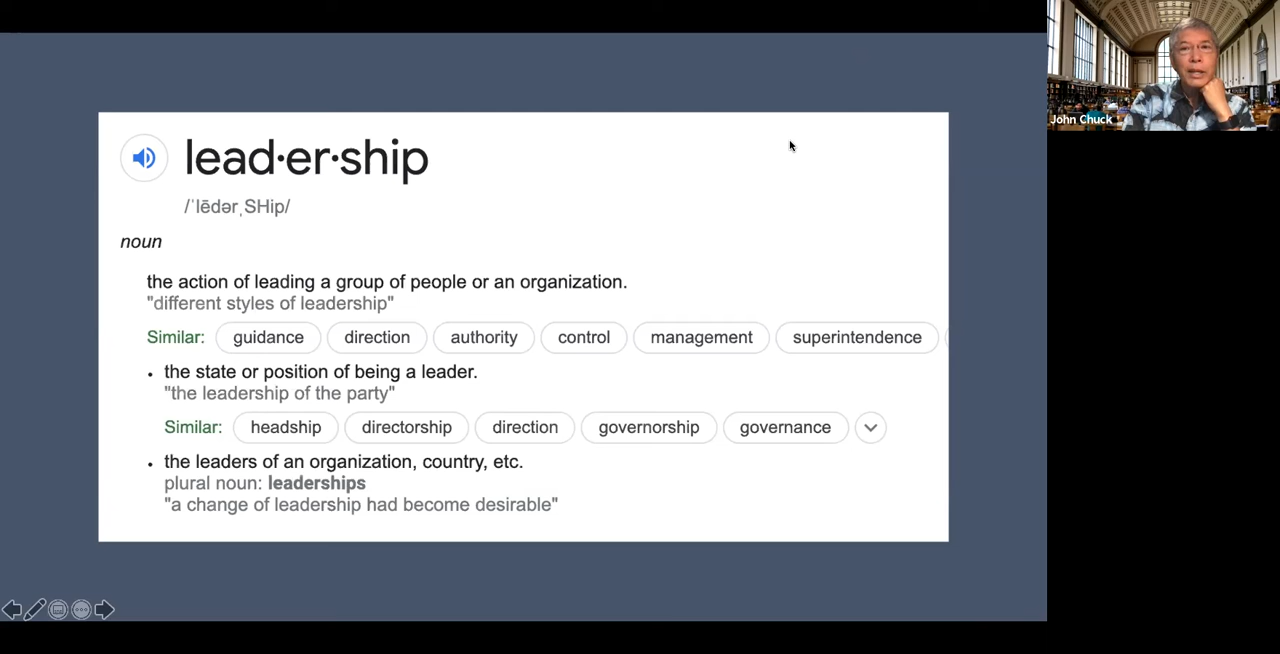 lead·er·ship
/ˈlēdərˌSHip/
noun
the action of leading a group of people or an organization.
"different styles of leadership"
Similar: guidance direction authority control management superintendence
• the state or position of being a leader.
"the leadership of the party"
Similar: headship directorship direction governorship governance
• the leaders of an organization, country, etc.
plural noun: leaderships
"a change of leadership had become desirable"
John Chuck